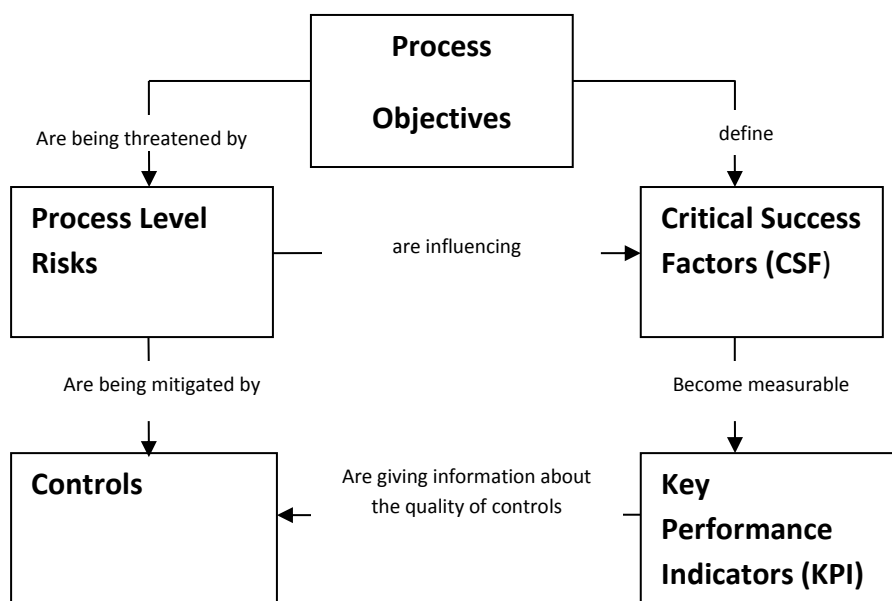 Process
Objectives
Are being threatened by
define
Process Level
Risks
are influencing
Critical Success
Factors (CSF)
Are being mitigated by
Become measurable
Controls
Are giving information about
the quality of controls
Key
Performance
Indicators (KPI)